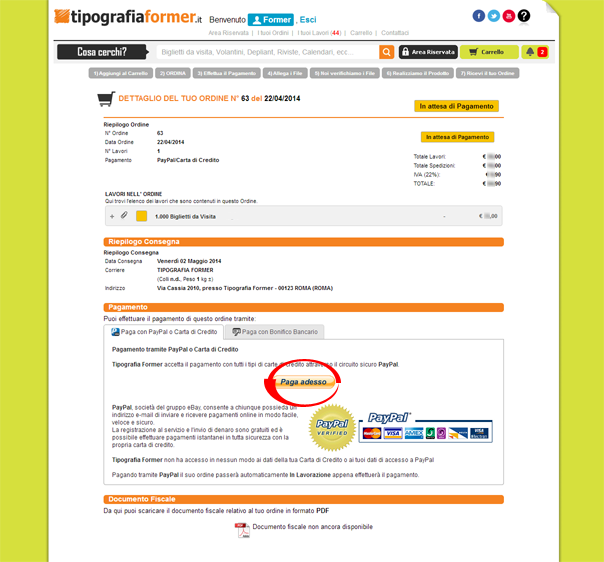 tipografiaformer.it Benvenuto Former , Esci
Area Riservata | I tuoi Ordini | I tuoi Lavori (44) | Carrello | Contattaci
Cosa cerchi? Biglietti da visita, Volantini, Depliant, Riviste, Calendari, ecc... Area Riservata Carrello 2
1) Aggiungi al Carrello 2) ORDINA 3) Effettua il Pagamento 4) Allega i File 5) Noi verifichiamo i File 6) Realizziamo il Prodotto 7) Ricevi il tuo Ordine
DETTAGLIO DEL TUO ORDINE N° 63 del 22/04/2014 In attesa di Pagamento
Riepilogo Ordine
N° Ordine 63
Data Ordine 22/04/2014
N° Lavori 1
Pagamento PayPal/Carta di Credito
In attesa di Pagamento
Totale Lavori: € ,00
Totale Spedizioni: € ,00
IVA (22%): € ,90
TOTALE: € ,90
LAVORI NELL' ORDINE
Qui trovi l'elenco dei lavori che sono contenuti in questo Ordine.
+ 1.000 Biglietti da Visita - € ,00
Riepilogo Consegna
Riepilogo Consegna
Data Consegna Venerdì 02 Maggio 2014
Corriere TIPOGRAFIA FORMER
(Colli n.d., Peso 1 kg ±)
Indirizzo Via Cassia 2010, presso Tipografia Former - 00123 ROMA (ROMA)
Pagamento
Puoi effettuare il pagamento di questo ordine tramite:
Paga con PayPal o Carta di Credito Paga con Bonifico Bancario
Pagamento tramite PayPal o Carta di Credito
Tipografia Former accetta il pagamento con tutti i tipi di carte di credito attraverso il circuito sicuro PayPal.
Paga adesso
PayPal, società del gruppo eBay, consente a chiunque possieda un
indirizzo e-mail di inviare e ricevere pagamenti online in modo facile,
veloce e sicuro.
La registrazione al servizio e l'invio di denaro sono gratuiti ed è
possibile effettuare pagamenti istantanei in tutta sicurezza con la
propria carta di credito.
PayPal
VERIFIED
PayPal
MasterCard VISA AMEX VISA
Tipografia Former non ha accesso in nessun modo ai dati della tua Carta di Credito o ai tuoi dati di accesso a PayPal
Pagando tramite PayPal il suo ordine passerà automaticamente In Lavorazione appena effettuerà il pagamento.
Documento Fiscale
Da qui puoi scaricare il documento fiscale relativo al tuo ordine in formato PDF
Documento fiscale non ancora disponibile